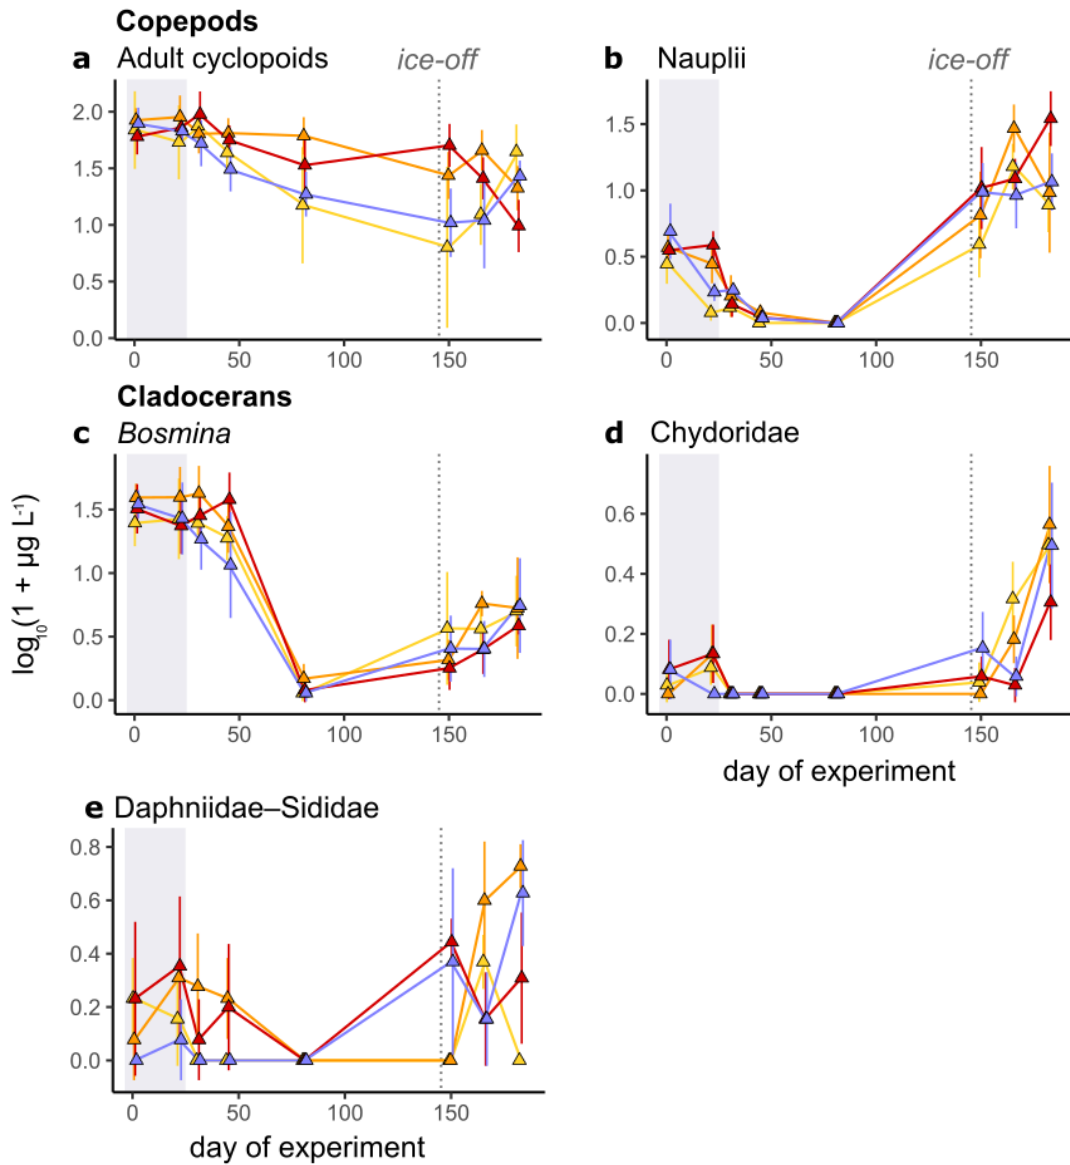 Copepods
a Adult cyclopoids
ice-off
2.0
1.5
1.0
0.5
0.0
0 50 100 150
b Nauplii
ice-off
1.5
1.0
0.5
0.0
0 50 100 150
Cladocerans
c Bosmina
1.5
1.0
0.5
0.0
0 50 100 150
log₁₀(1 + µg L⁻¹)
d Chydoridae
0.6
0.4
0.2
0.0
0 50 100 150
day of experiment
e Daphniidae–Sididae
0.8
0.6
0.4
0.2
0.0
0 50 100 150
day of experiment